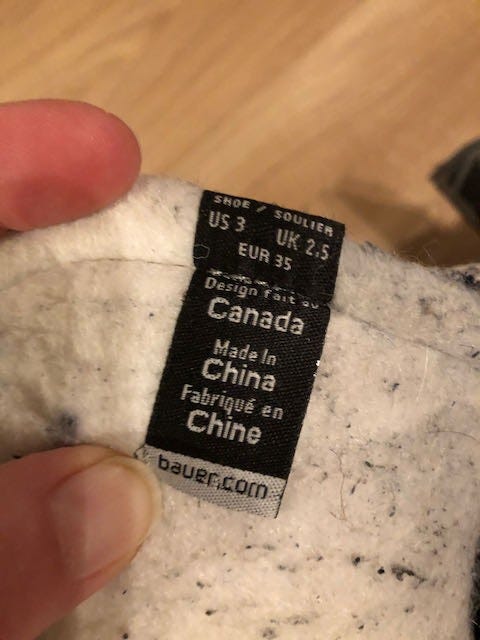 SHOE / SOULIER
US 3 UK 2.5
EUR 35
Design Fait au
Canada
Made In
China
Fabriqué en
Chine
bauer.com